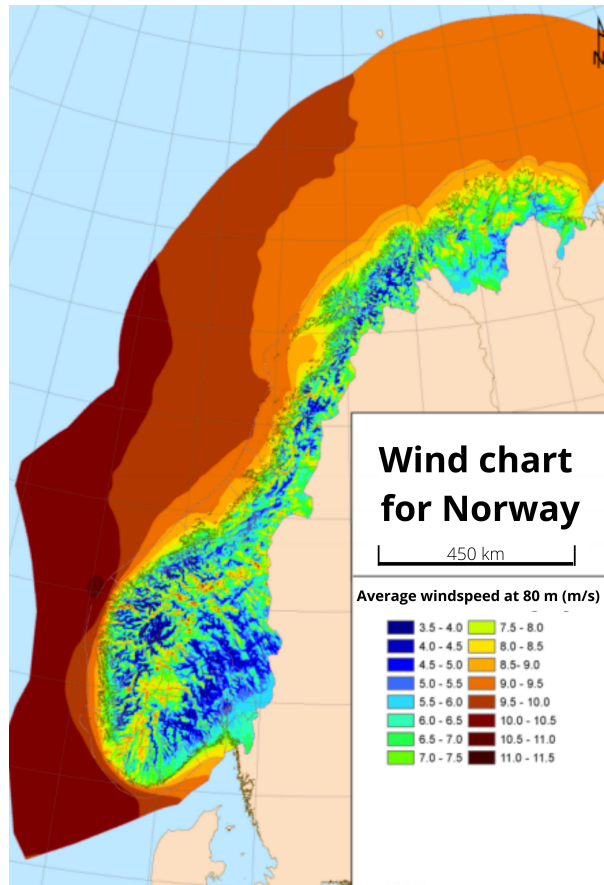 N
Wind chart
for Norway
450 km
Average windspeed at 80 m (m/s)
3.5 - 4.0
4.0 - 4.5
4.5 - 5.0
5.0 - 5.5
5.5 - 6.0
6.0 - 6.5
6.5 - 7.0
7.0 - 7.5
7.5 - 8.0
8.0 - 8.5
8.5- 9.0
9.0 - 9.5
9.5 - 10.0
10.0 - 10.5
10.5 - 11.0
11.0 - 11.5